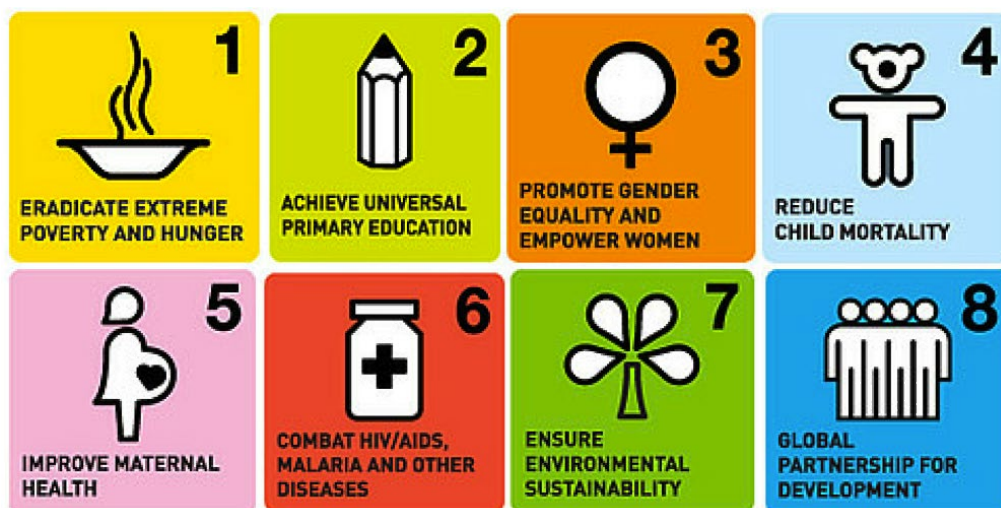 1
ERADICATE EXTREME
POVERTY AND HUNGER
2
ACHIEVE UNIVERSAL
PRIMARY EDUCATION
3
PROMOTE GENDER
EQUALITY AND
EMPOWER WOMEN
4
REDUCE
CHILD MORTALITY
5
IMPROVE MATERNAL
HEALTH
6
COMBAT HIV/AIDS,
MALARIA AND OTHER
DISEASES
7
ENSURE
ENVIRONMENTAL
SUSTAINABILITY
8
GLOBAL
PARTNERSHIP FOR
DEVELOPMENT